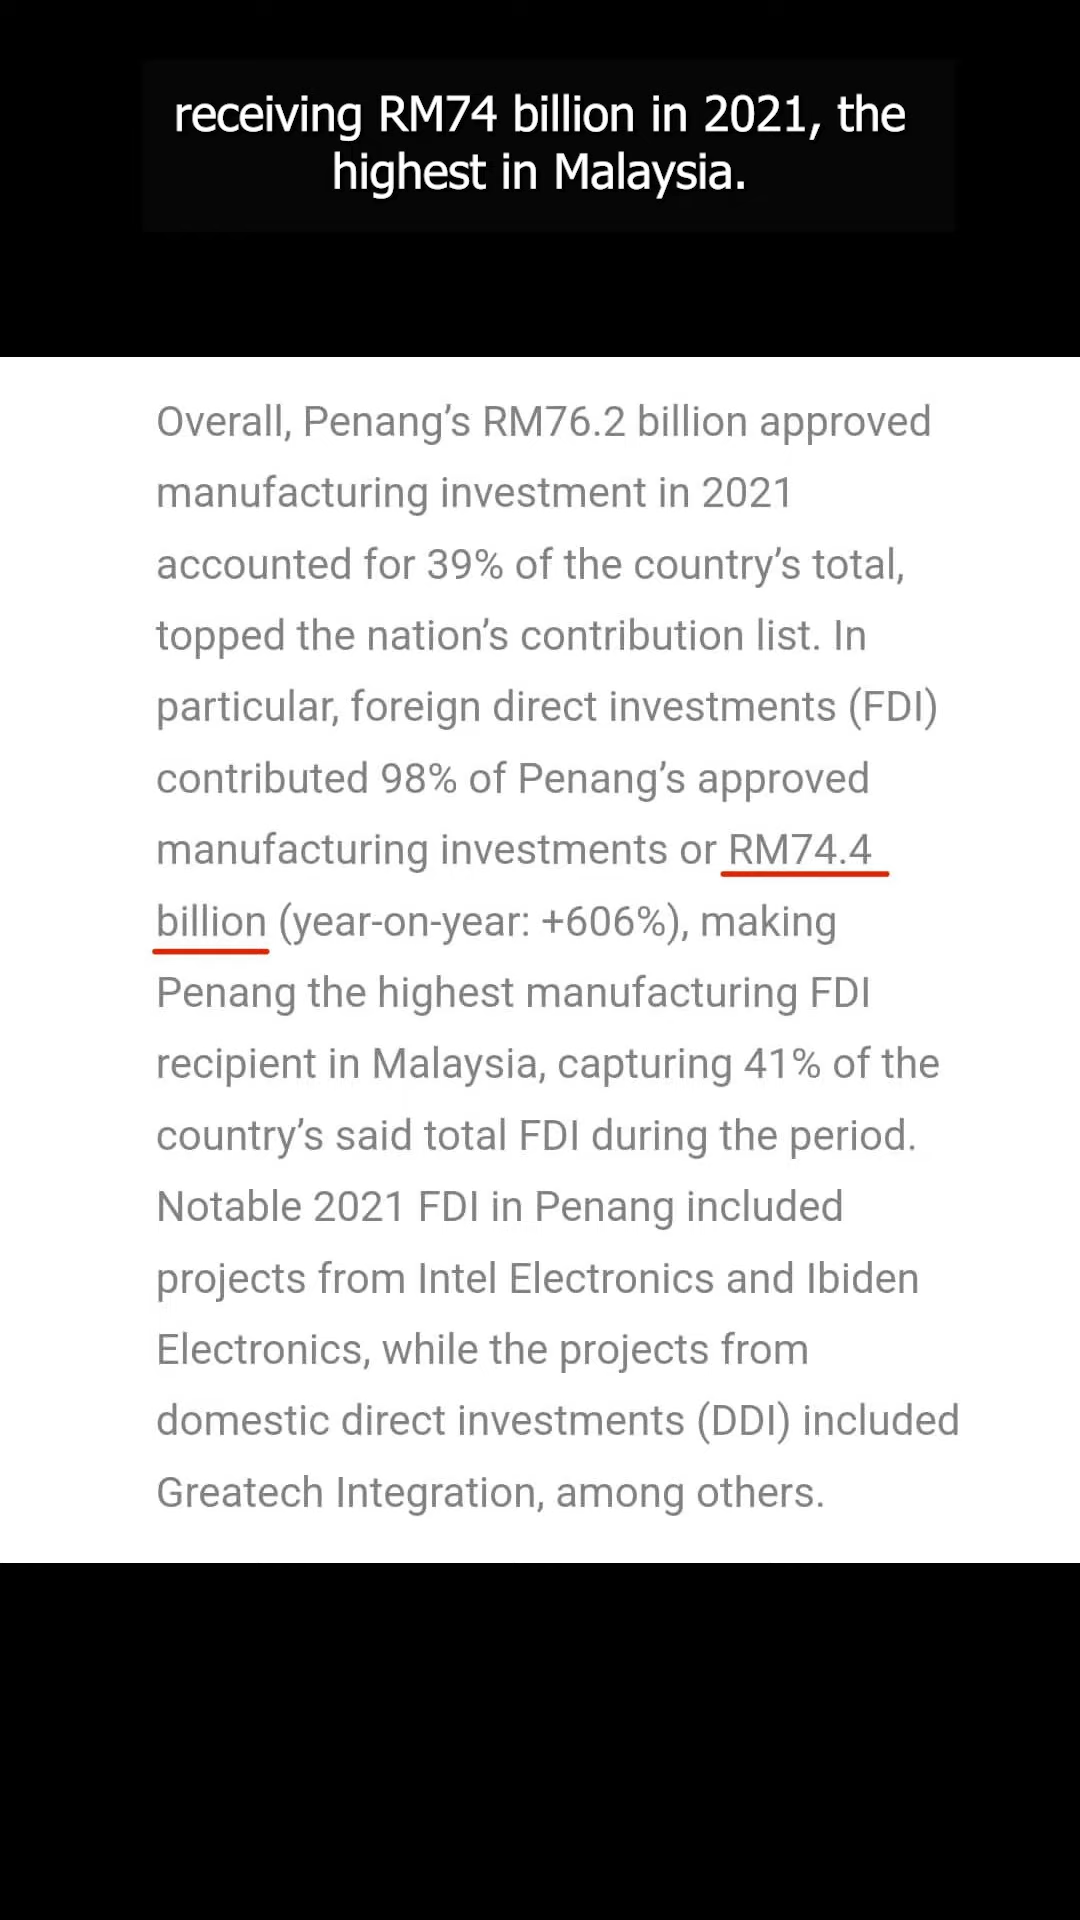 receiving RM74 billion in 2021, the
highest in Malaysia.
Overall, Penang’s RM76.2 billion approved
manufacturing investment in 2021
accounted for 39% of the country’s total,
topped the nation’s contribution list. In
particular, foreign direct investments (FDI)
contributed 98% of Penang’s approved
manufacturing investments or RM74.4
billion (year-on-year: +606%), making
Penang the highest manufacturing FDI
recipient in Malaysia, capturing 41% of the
country’s said total FDI during the period.
Notable 2021 FDI in Penang included
projects from Intel Electronics and Ibiden
Electronics, while the projects from
domestic direct investments (DDI) included
Greatech Integration, among others.